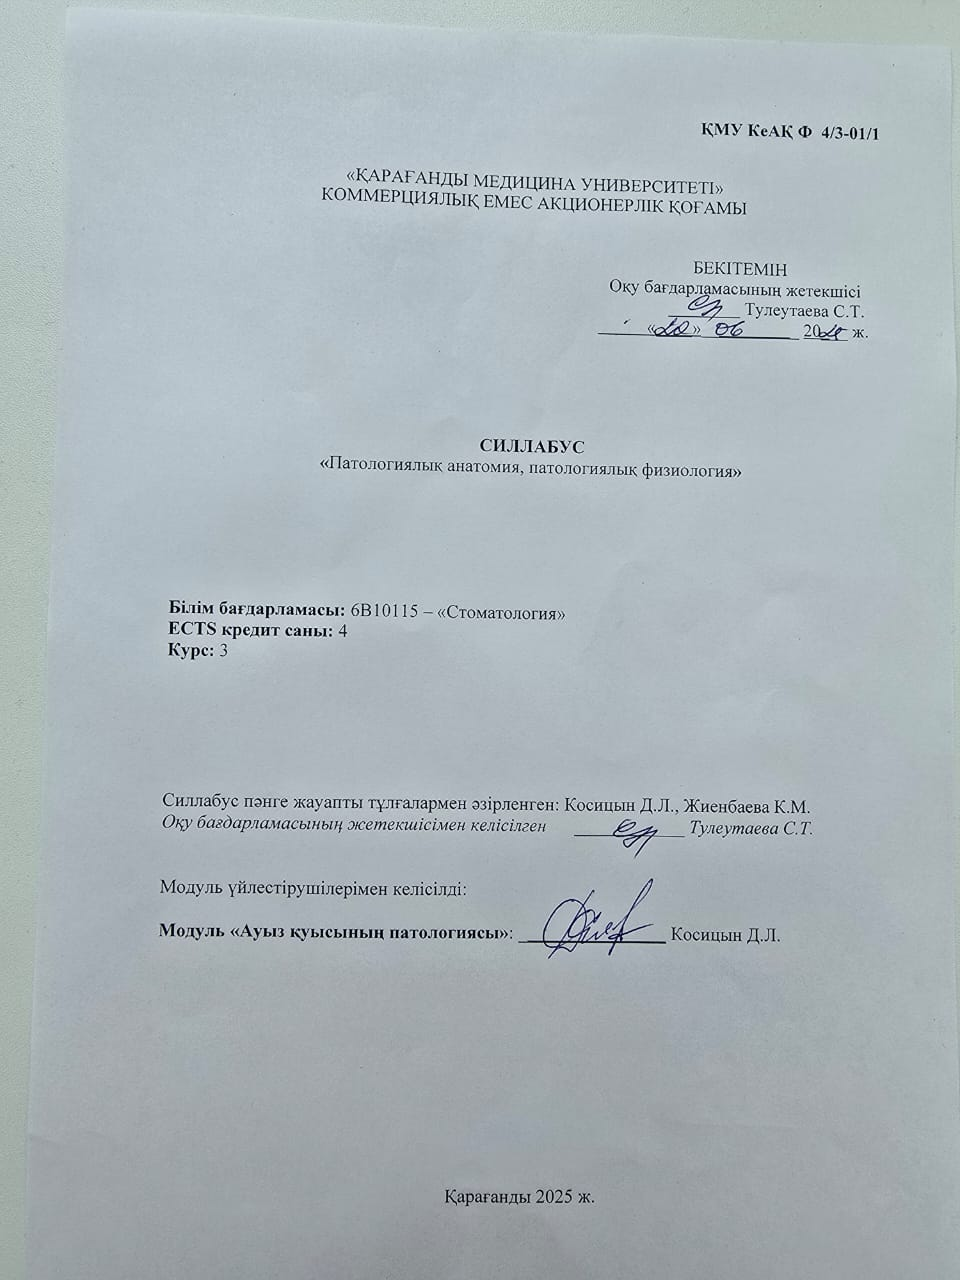 ҚМУ КеАҚ Ф 4/3-01/1
«ҚАРАҒАНДЫ МЕДИЦИНА УНИВЕРСИТЕТІ»
КОММЕРЦИЯЛЫҚ ЕМЕС АКЦИОНЕРЛІК ҚОҒАМЫ
БЕКІТЕМІН
Оқу бағдарламасының жетекшісі
Тулеутаева С.Т.
« » 06 20 ж.
СИЛЛАБУС
«Патологиялық анатомия, патологиялық физиология»
Білім бағдарламасы: 6В10115 – «Стоматология»
ECTS кредит саны: 4
Курс: 3
Силлабус пәнге жауапты тұлғалармен әзірленген: Косицын Д.Л., Жиенбаева К.М.
Оқу бағдарламасының жетекшісімен келісілген Тулеутаева С.Т.
Модуль үйлестірушілерімен келісілді:
Модуль «Ауыз қуысының патологиясы»: Косицын Д.Л.
Қарағанды 2025 ж.